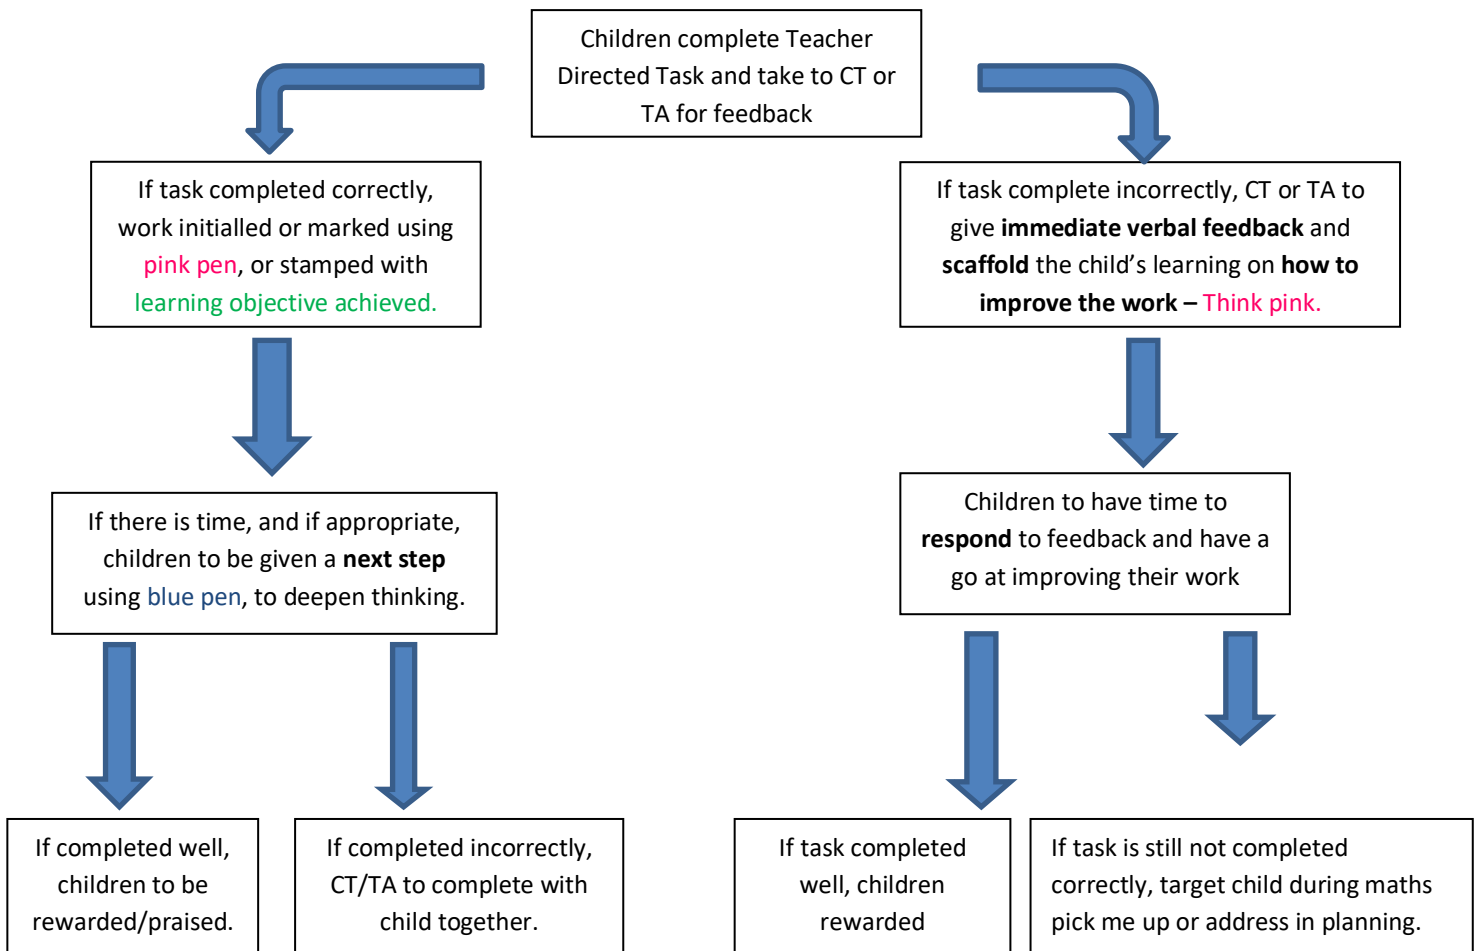 Children complete Teacher
Directed Task and take to CT or
TA for feedback
If task completed correctly,
work initialled or marked using
pink pen, or stamped with
learning objective achieved.
If task complete incorrectly, CT or TA to
give immediate verbal feedback and
scaffold the child’s learning on how to
improve the work – Think pink.
If there is time, and if appropriate,
children to be given a next step
using blue pen, to deepen thinking.
Children to have time to
respond to feedback and have a
go at improving their work
If completed well,
children to be
rewarded/praised.
If completed incorrectly,
CT/TA to complete with
child together.
If task completed
well, children
rewarded
If task is still not completed
correctly, target child during maths
pick me up or address in planning.